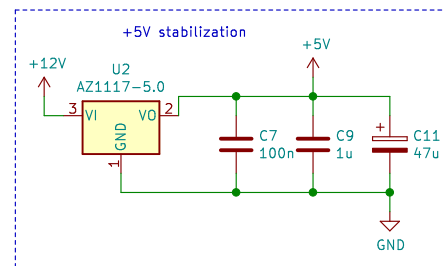 +5V stabilization
+12V
U2
AZ1117-5.0
+5V
3 VI VO 2
GND
1
C7
100n
C9
1u
+
C11
47u
GND